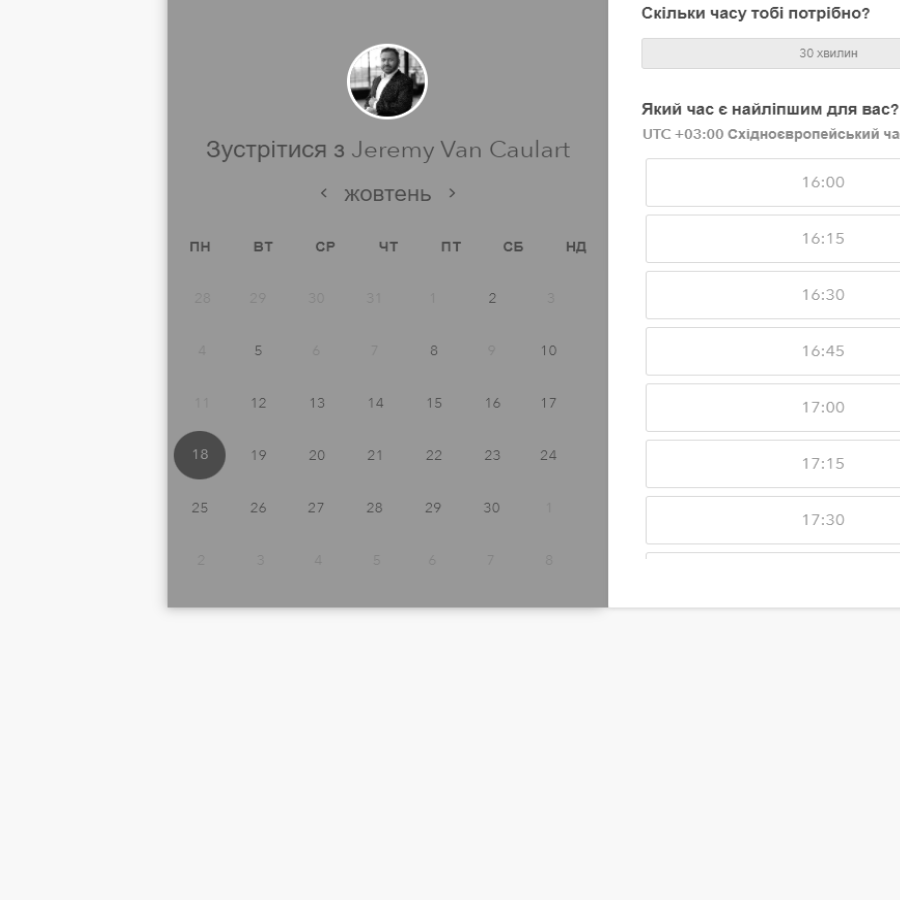 Зустрітися з Jeremy Van Caulart
жовтень
ПН ВТ СР ЧТ ПТ СБ НД
28 29 30 31 1 2 3
4 5 6 7 8 9 10
11 12 13 14 15 16 17
18 19 20 21 22 23 24
25 26 27 28 29 30 1
2 3 4 5 6 7 8
Скільки часу тобі потрібно?
30 хвилин
Який час є найліпшим для вас?
UTC +03:00 Східноєвропейський ча
16:00
16:15
16:30
16:45
17:00
17:15
17:30